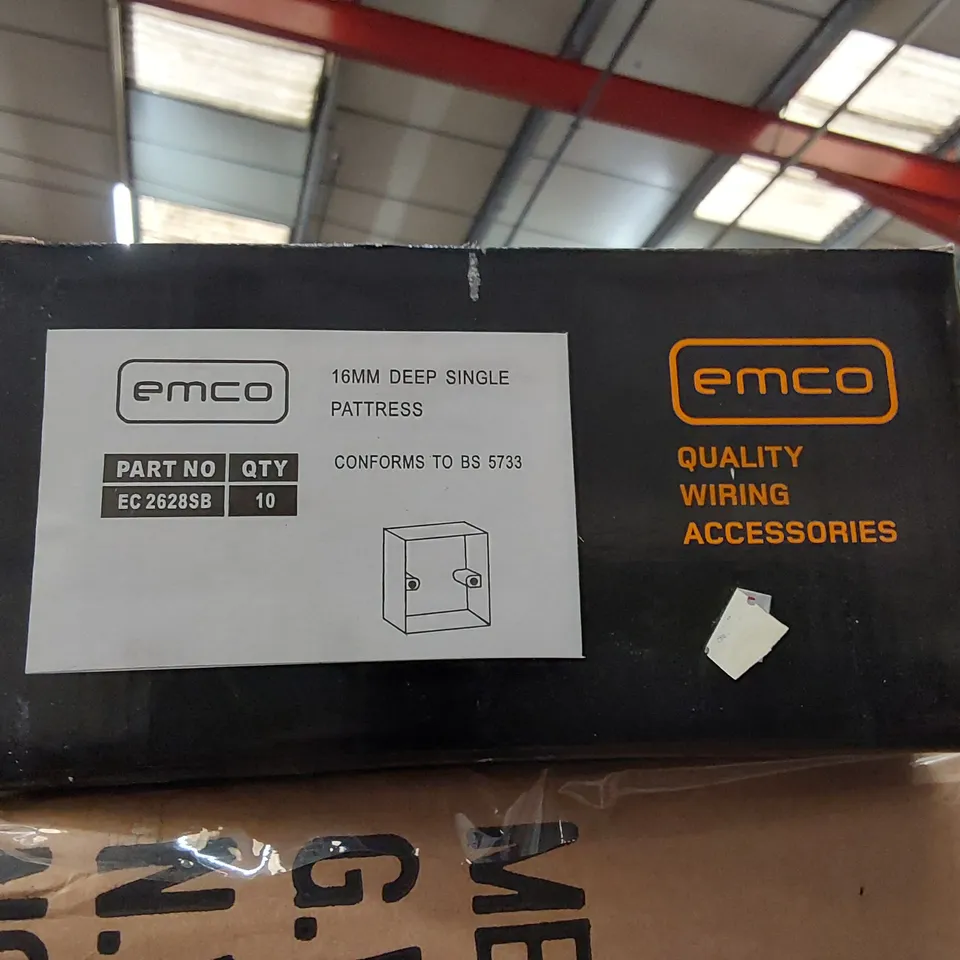 emco
16MM DEEP SINGLE
PATTRESS
PART NO QTY
EC 2628SB 10
CONFORMS TO BS 5733
emco
QUALITY
WIRING
ACCESSORIES